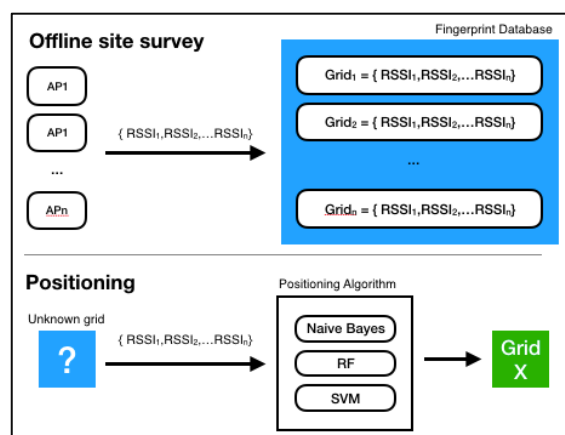 Offline site survey
Fingerprint Database
AP1
AP1
...
APn
{ RSSI₁,RSSI₂,...RSSIₙ}
Grid₁ = { RSSI₁,RSSI₂,...RSSIₙ}
Grid₂ = { RSSI₁,RSSI₂,...RSSIₙ}
...
Gridₙ = { RSSI₁,RSSI₂,...RSSIₙ}
Positioning
Unknown grid
?
{ RSSI₁,RSSI₂,...RSSIₙ}
Positioning Algorithm
Naive Bayes
RF
SVM
Grid
X